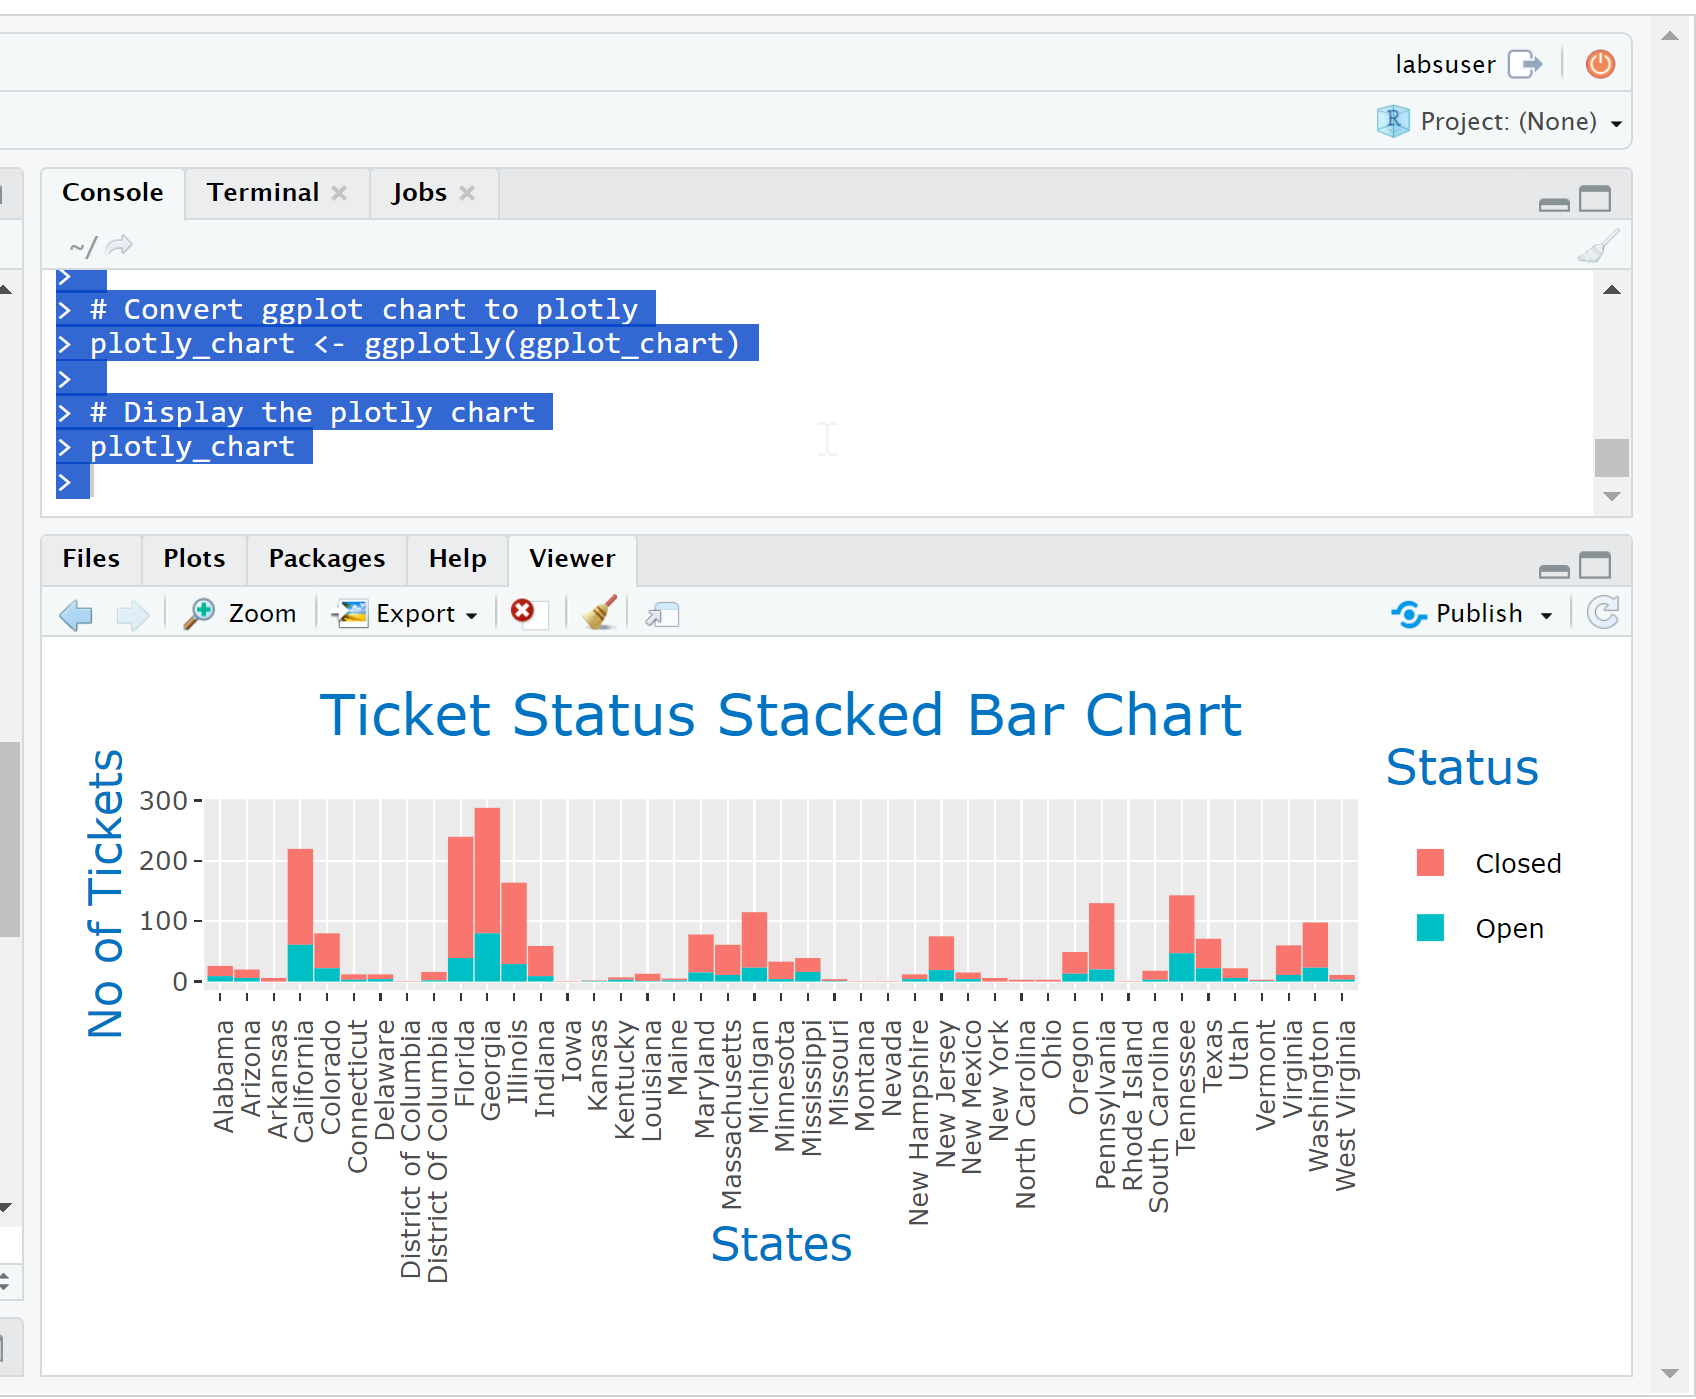 labsuser
Project: (None)
Console Terminal Jobs
~/
>
> # Convert ggplot chart to plotly
> plotly_chart <- ggplotly(ggplot_chart)
>
> # Display the plotly chart
> plotly_chart
>
Files Plots Packages Help Viewer
Zoom Export Publish
Ticket Status Stacked Bar Chart
No of Tickets
300
200
100
0
Status
Closed
Open
Alabama
Arizona
Arkansas
California
Colorado
Connecticut
Delaware
District of Columbia
District Of Columbia
Florida
Georgia
Illinois
Indiana
Iowa
Kansas
Kentucky
Louisiana
Maine
Maryland
Massachusetts
Michigan
Minnesota
Mississippi
Missouri
Montana
Nevada
New Hampshire
New Jersey
New Mexico
New York
North Carolina
Ohio
Oregon
Pennsylvania
Rhode Island
South Carolina
Tennessee
Texas
Utah
Vermont
Virginia
Washington
West Virginia
States